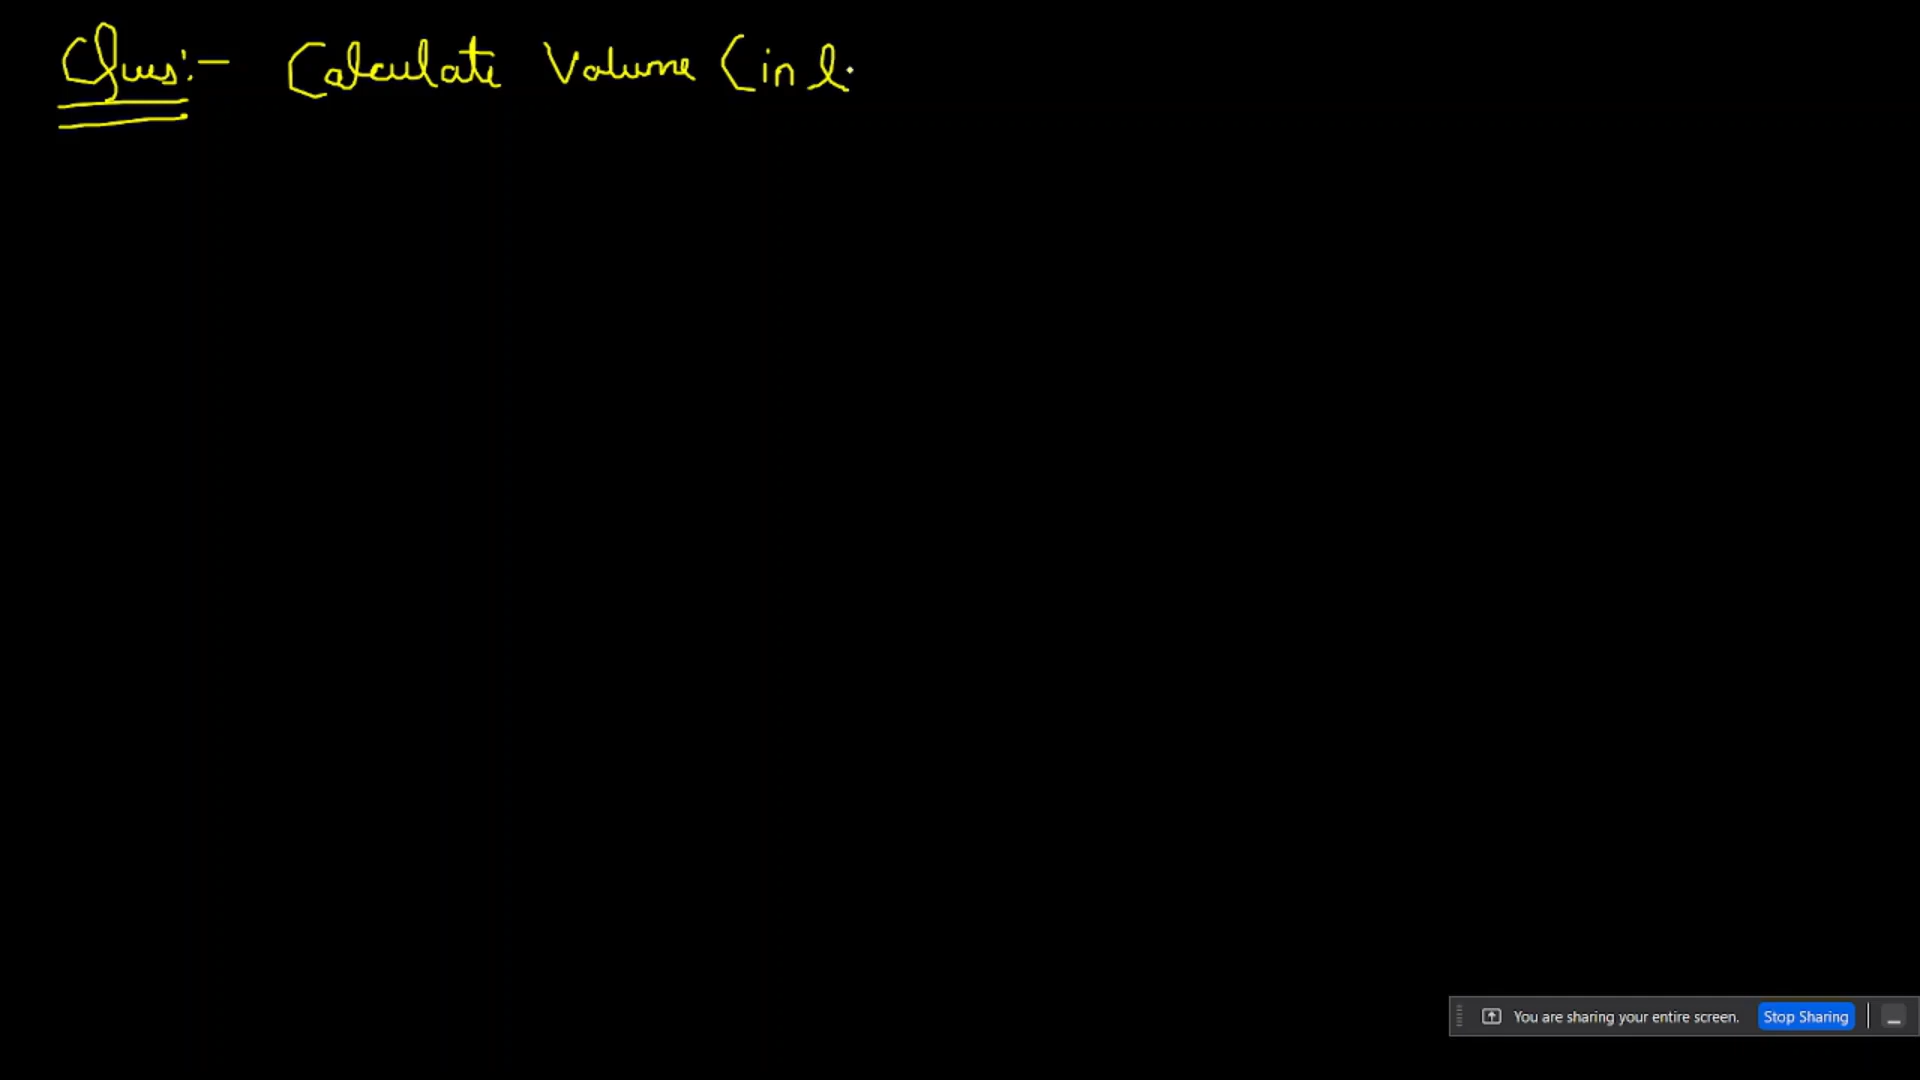 Ques:- Calculate Volume (in l.
You are sharing your entire screen. Stop Sharing